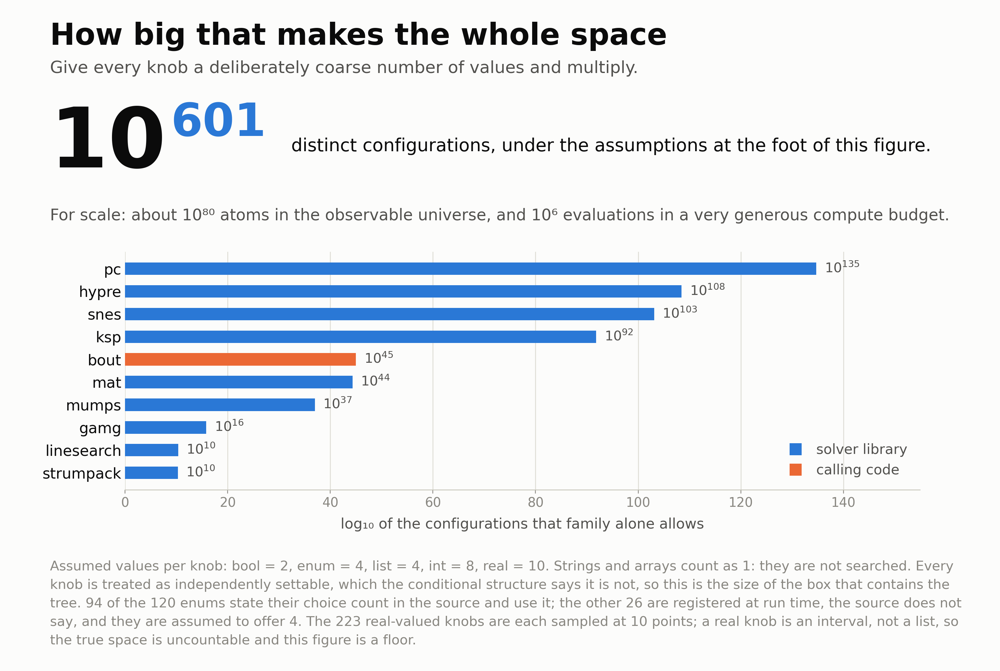 How big that makes the whole space
Give every knob a deliberately coarse number of values and multiply.
10⁶⁰¹ distinct configurations, under the assumptions at the foot of this figure.
For scale: about 10⁸⁰ atoms in the observable universe, and 10⁶ evaluations in a very generous compute budget.
pc 10¹³⁵
hypre 10¹⁰⁸
snes 10¹⁰³
ksp 10⁹²
bout 10⁴⁵
mat 10⁴⁴
mumps 10³⁷
gamg 10¹⁶
linesearch 10¹⁰
strumpack 10¹⁰
solver library
calling code
0 20 40 60 80 100 120 140
log₁₀ of the configurations that family alone allows
Assumed values per knob: bool = 2, enum = 4, list = 4, int = 8, real = 10. Strings and arrays count as 1: they are not searched. Every
knob is treated as independently settable, which the conditional structure says it is not, so this is the size of the box that contains the
tree. 94 of the 120 enums state their choice count in the source and use it; the other 26 are registered at run time, the source does not
say, and they are assumed to offer 4. The 223 real-valued knobs are each sampled at 10 points; a real knob is an interval, not a list, so
the true space is uncountable and this figure is a floor.